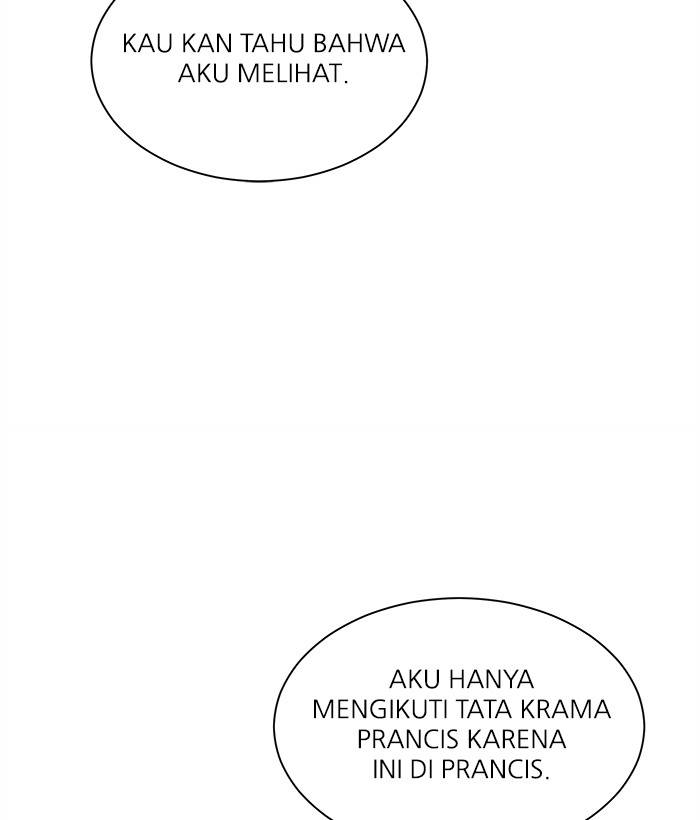 KAU KAN TAHU BAHWA
AKU MELIHAT.
AKU HANYA
MENGIKUTI TATA KRAMA
PRANCIS KARENA
INI DI PRANCIS.